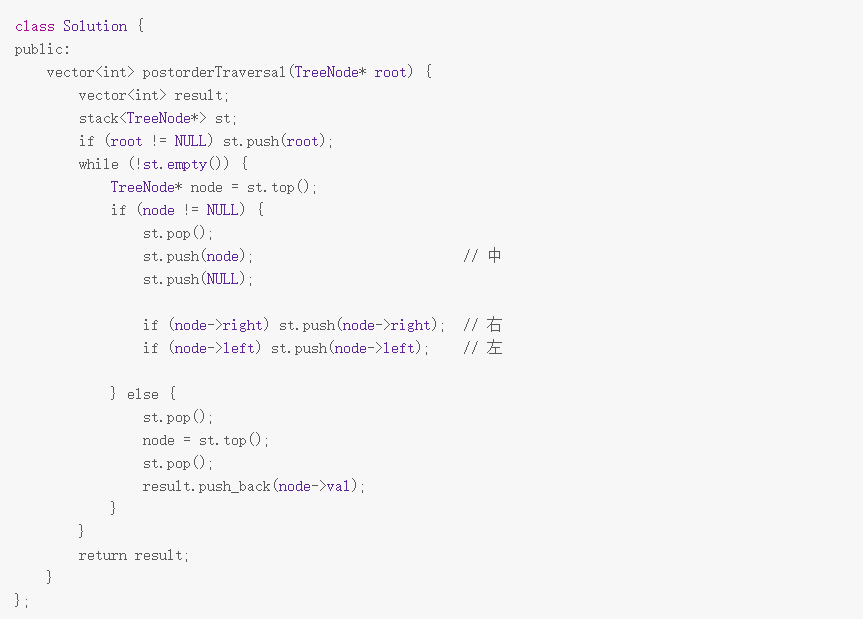 class Solution {
public:
    vector<int> postorderTraversal(TreeNode* root) {
        vector<int> result;
        stack<TreeNode*> st;
        if (root != NULL) st.push(root);
        while (!st.empty()) {
            TreeNode* node = st.top();
            if (node != NULL) {
                st.pop();
                st.push(node);                          // 中
                st.push(NULL);

                if (node->right) st.push(node->right);  // 右
                if (node->left) st.push(node->left);    // 左

            } else {
                st.pop();
                node = st.top();
                st.pop();
                result.push_back(node->val);
            }
        }
        return result;
    }
};